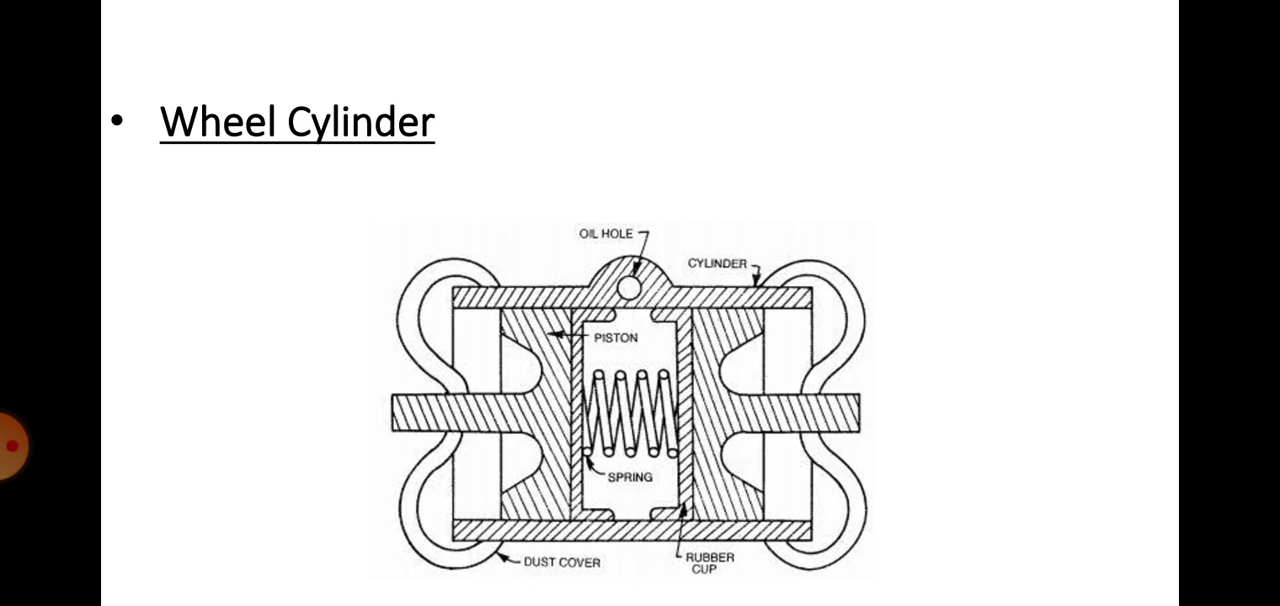 • Wheel Cylinder
OIL HOLE
CYLINDER
PISTON
SPRING
DUST COVER
RUBBER
CUP